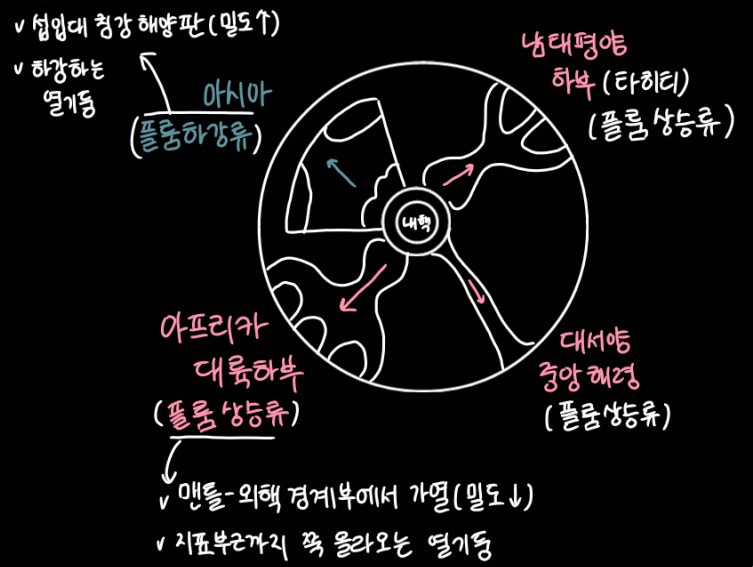 v 섭입대 침강 해양판(밀도↑)
v 하강하는
열기둥
아시아
(플룸하강류)
남태평양
하부 (타히티)
(플룸상승류)
내핵
아프리카
대륙하부
(플룸상승류)
대서양
중앙해령
(플룸상승류)
v 맨틀-외핵 경계부에서 가열(밀도↓)
v 지표부근까지 쭉 올라오는 열기둥